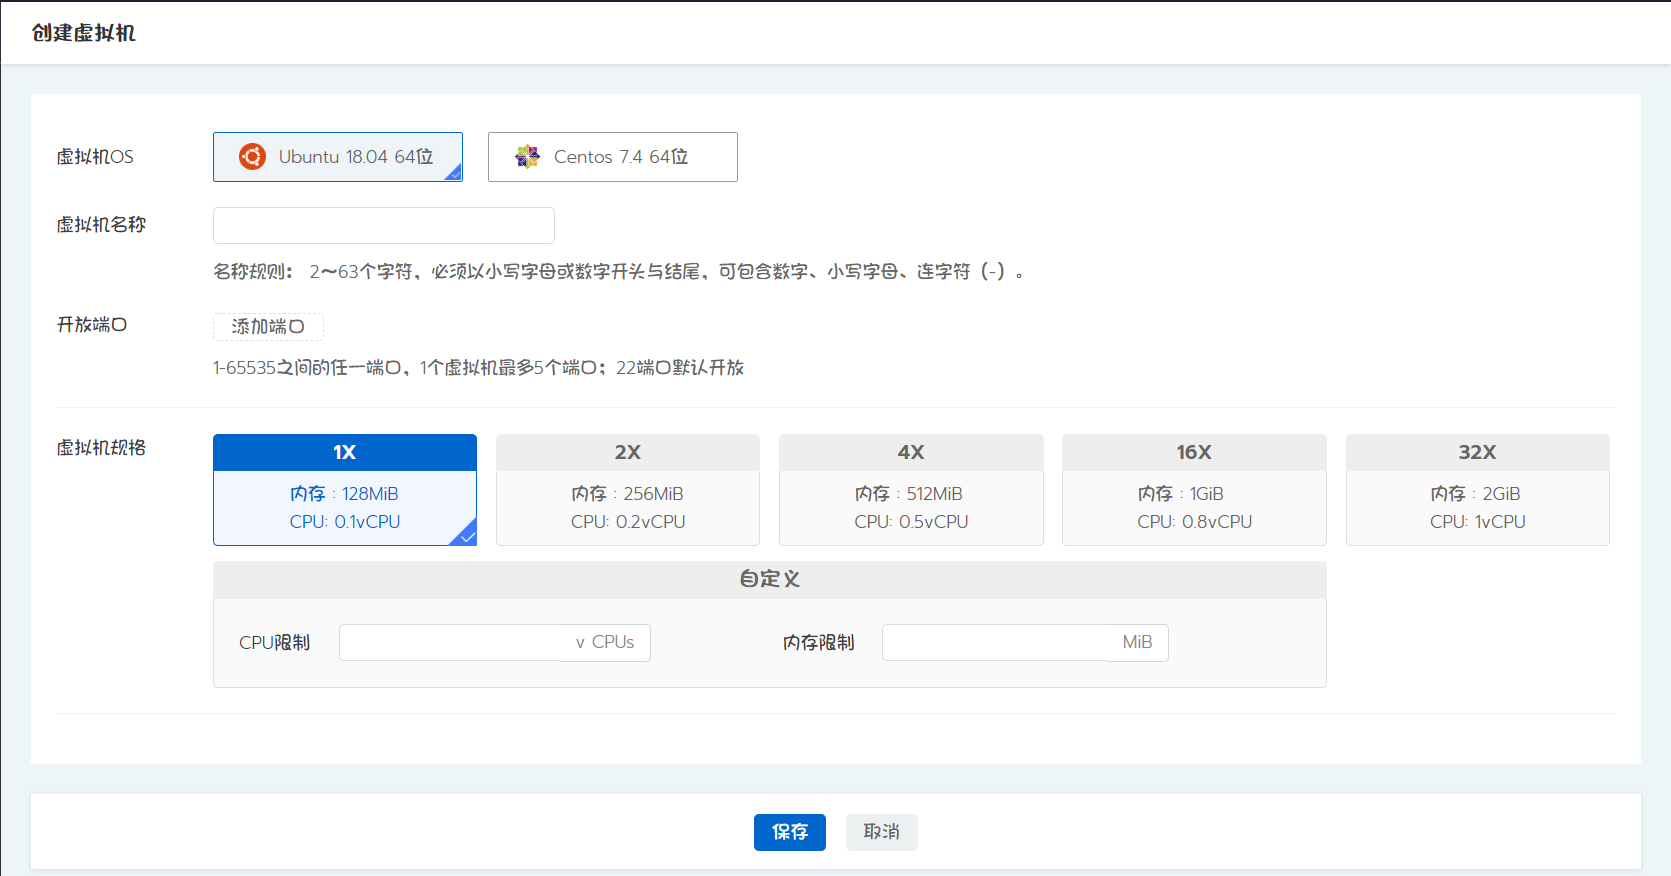 创建虚拟机
虚拟机OS
Ubuntu 18.04 64位
Centos 7.4 64位
虚拟机名称
名称规则： 2～63个字符，必须以小写字母或数字开头与结尾，可包含数字、小写字母、连字符（-）。
开放端口
添加端口
1-65535之间的任一端口，1个虚拟机最多5个端口；22端口默认开放
虚拟机规格
1X
内存 : 128MiB
CPU: 0.1vCPU
2X
内存 : 256MiB
CPU: 0.2vCPU
4X
内存 : 512MiB
CPU: 0.5vCPU
16X
内存 : 1GiB
CPU: 0.8vCPU
32X
内存 : 2GiB
CPU: 1vCPU
自定义
CPU限制
v CPUs
内存限制
MiB
保存
取消